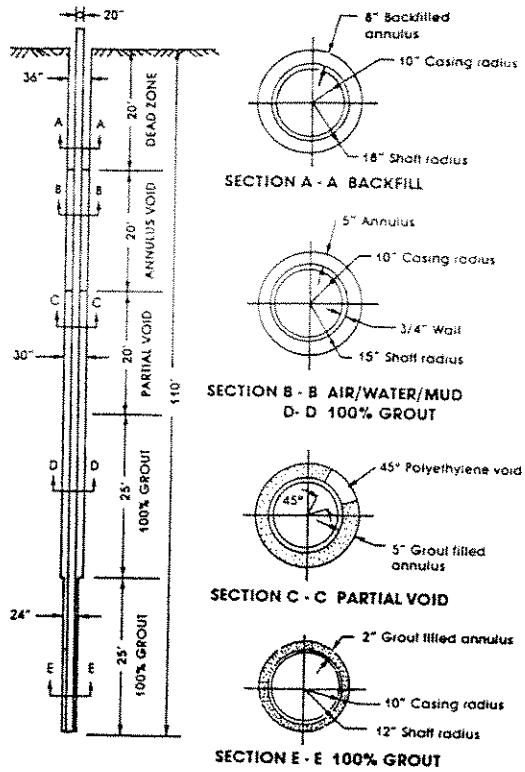 20"
36"
A A
20'
DEAD ZONE
B B
20'
ANNULUS VOID
C C
20'
PARTIAL VOID
30"
110'
D D
25'
100% GROUT
24"
25'
100% GROUT
E E
8" Backfilled
annulus
10" Casing radius
18" Shaft radius
SECTION A - A BACKFILL
5" Annulus
10" Casing radius
3/4" Wall
15" Shaft radius
SECTION B - B AIR/WATER/MUD
D- D 100% GROUT
45° Polyethylene void
45°
5" Grout filled
annulus
SECTION C - C PARTIAL VOID
2" Grout filled annulus
10" Casing radius
12" Shaft radius
SECTION E - E 100% GROUT